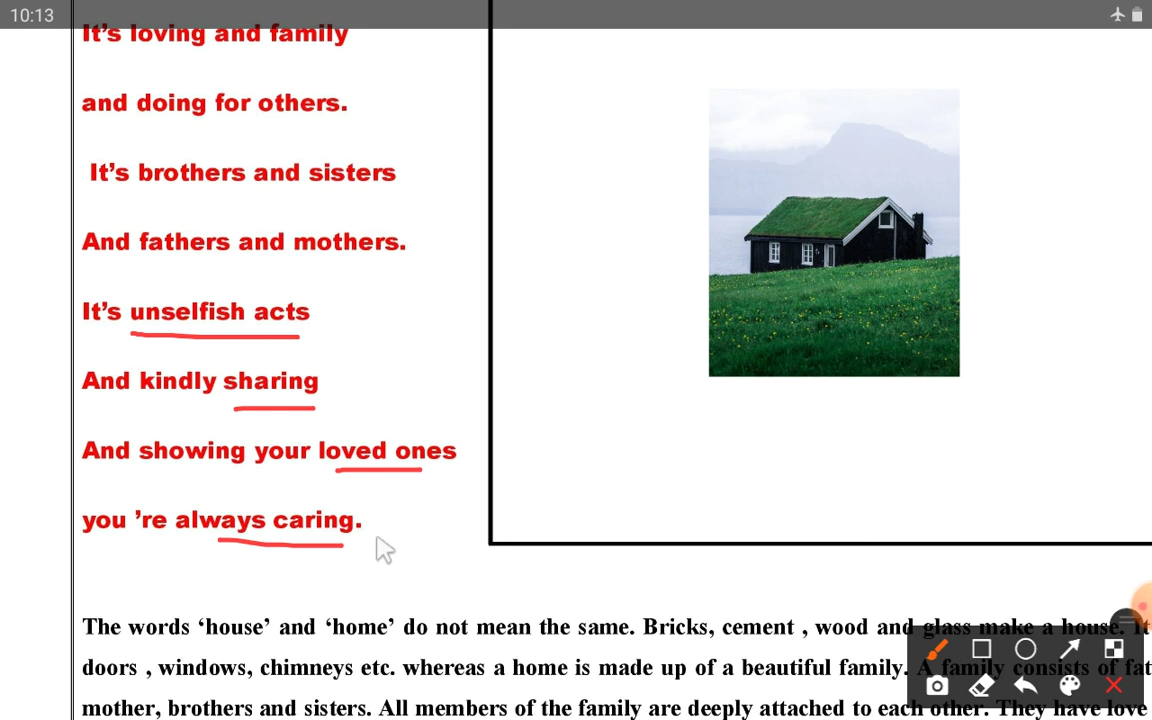 10:13
It's loving and family
and doing for others.
It's brothers and sisters
And fathers and mothers.
It's unselfish acts
And kindly sharing
And showing your loved ones
you 're always caring.
The words ‘house’ and ‘home’ do not mean the same. Bricks, cement , wood and glass make a house. It
doors , windows, chimneys etc. whereas a home is made up of a beautiful family. A family consists of fat
mother, brothers and sisters. All members of the family are deeply attached to each other. They have love